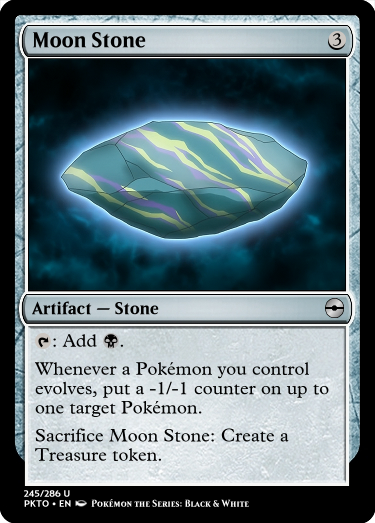 Moon Stone 3
Artifact — Stone
: Add .
Whenever a Pokémon you control
evolves, put a -1/-1 counter on up to
one target Pokémon.
Sacrifice Moon Stone: Create a
Treasure token.
245/286 U
PKTO • EN Pokémon the Series: Black & White